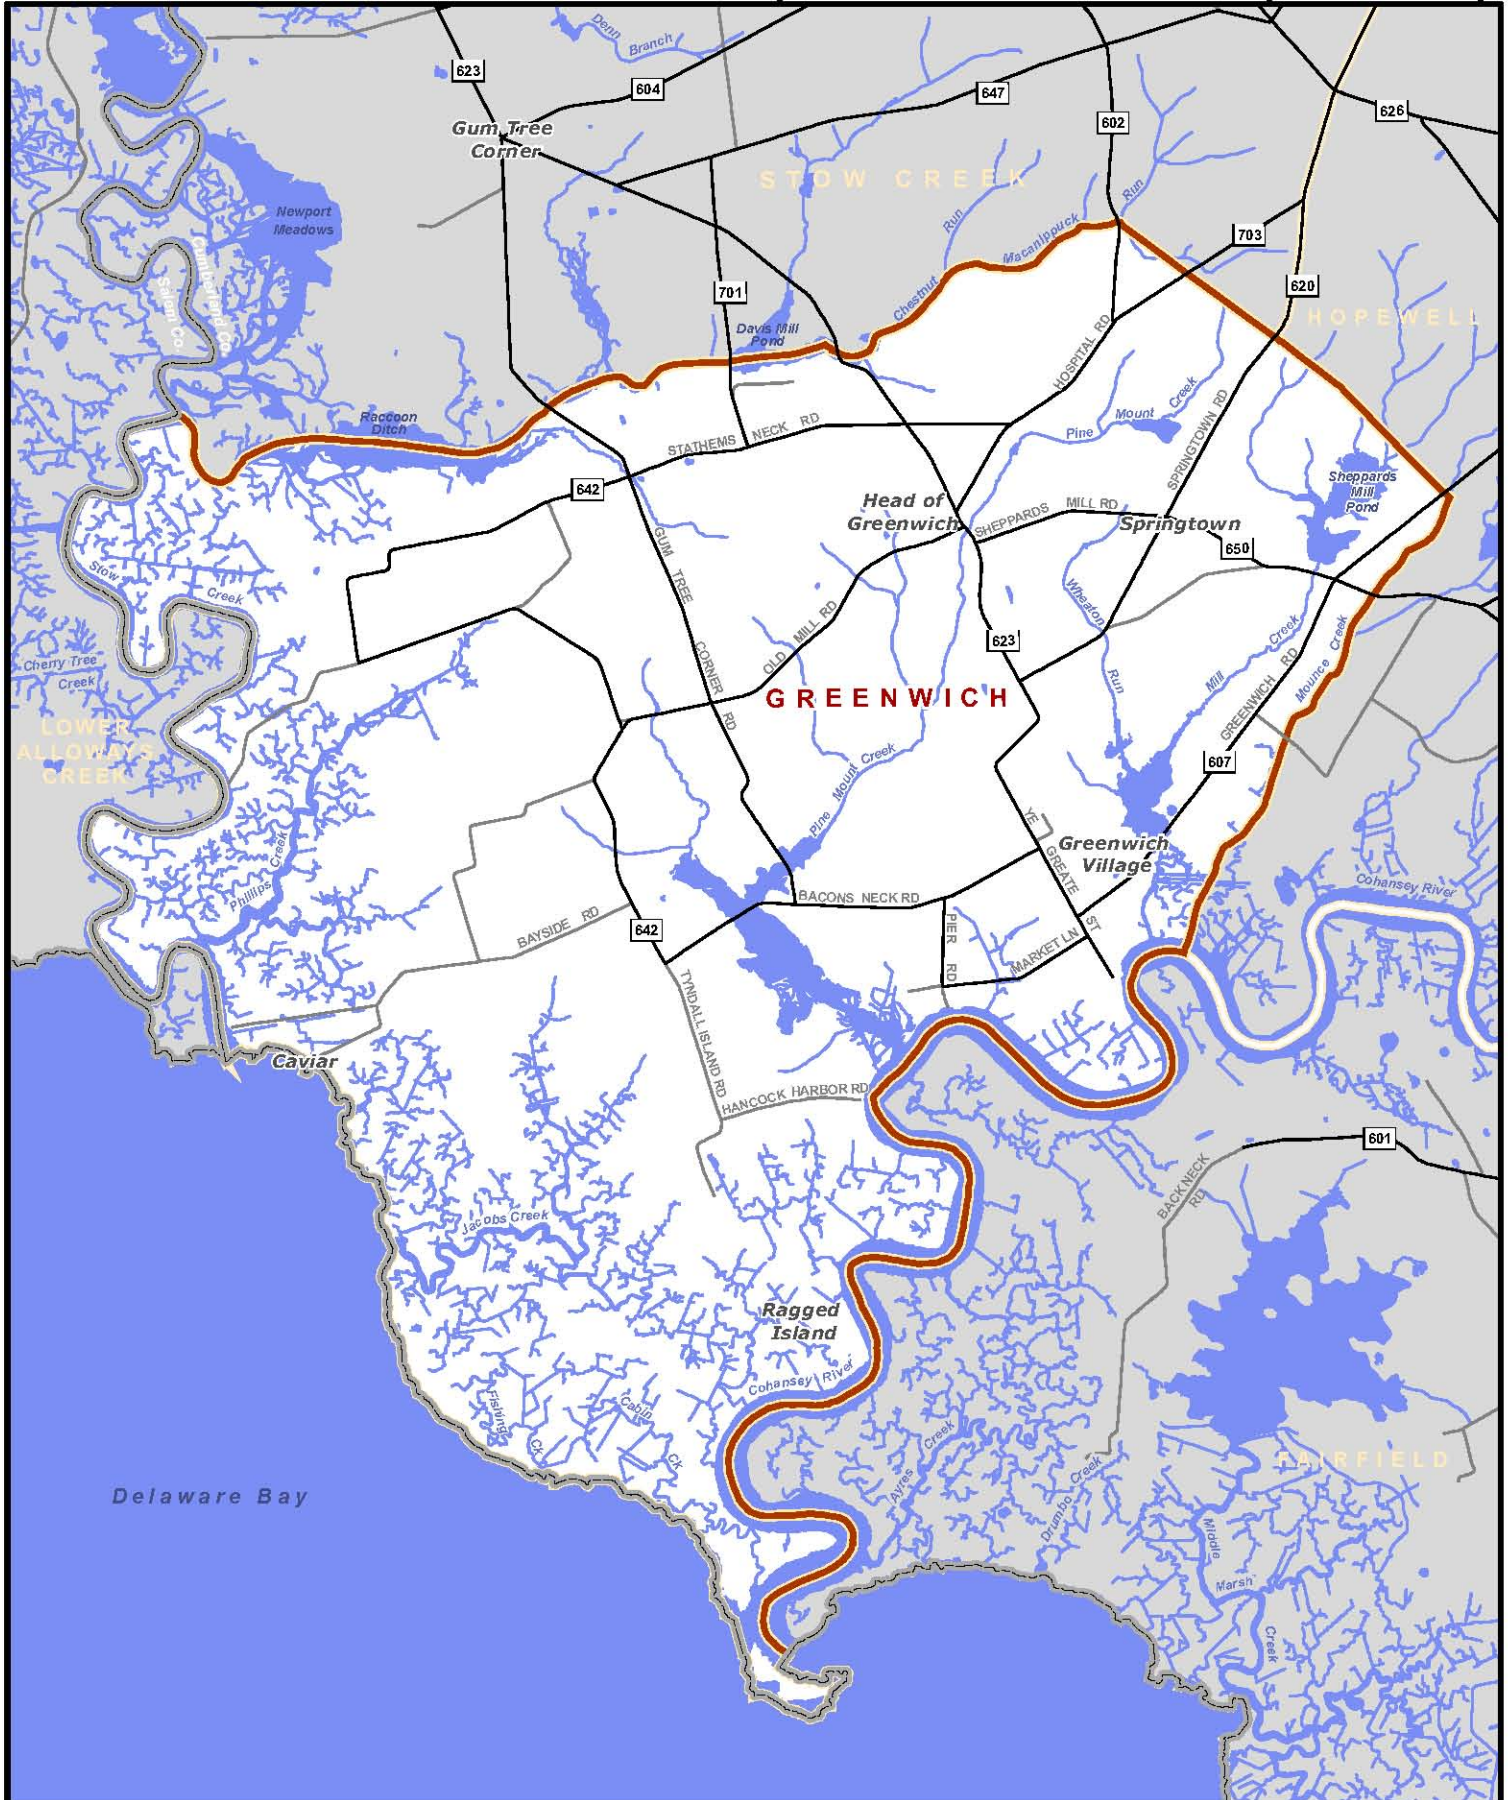 Denn
Branch
623
604
647
602
626
Gum Tree
Corner
STOW CREEK
Run
Run
Newport
Meadows
Macanippuck
703
Cumberland Co.
Salem Co.
701
620
Chestnut
HOPEWELL
Davis Mill
Pond
HOSPITAL RD
Raccoon
Ditch
STATHEMS NECK RD
Pine Mount Creek
SPRINGTOWN RD
Sheppards
Mill
Pond
642
Head of
Greenwich
SHEPPARDS MILL RD
Springtown
650
GUM TREE CORNER RD
Stow
Creek
Wheaton
Run
OLD MILL RD
623
Mill Creek
Mounce Creek
Cherry Tree
Creek
GREENWICH
GREENWICH RD
LOWER
ALLOWAYS
CREEK
607
Pine Mount Creek
YE GREATE ST
Greenwich
Village
Phillips Creek
Cohansey River
BACONS NECK RD
BAYSIDE RD
642
PIER RD
MARKET LN
TYNDALL ISLAND RD
Caviar
HANCOCK HARBOR RD
601
BACK NECK
RD
Jacobs Creek
Ragged
Island
Cohansey River
Fishing
Ck
Cabin
Ck
Ayres Creek
Drumbo Creek
FAIRFIELD
Delaware Bay
Middle
Marsh
Creek